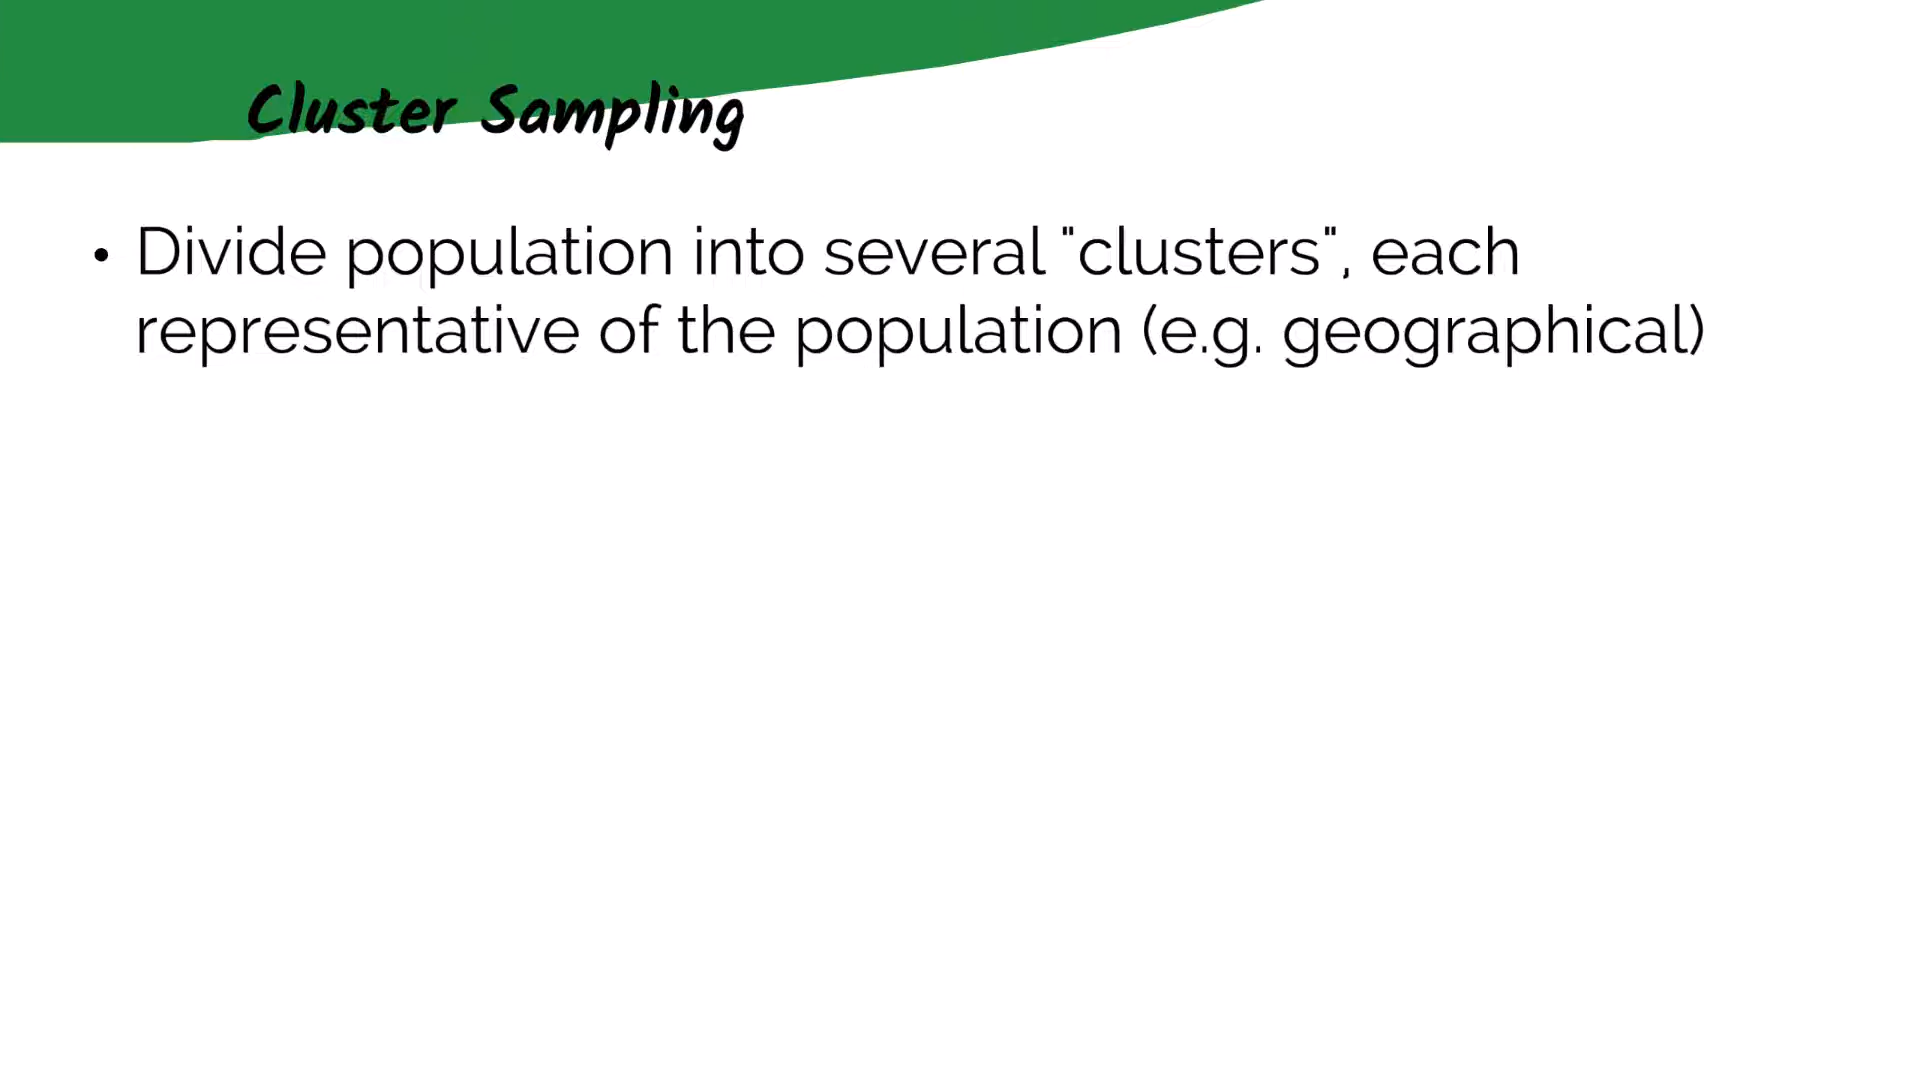 Cluster Sampling
• Divide population into several "clusters", each
representative of the population (e.g. geographical)